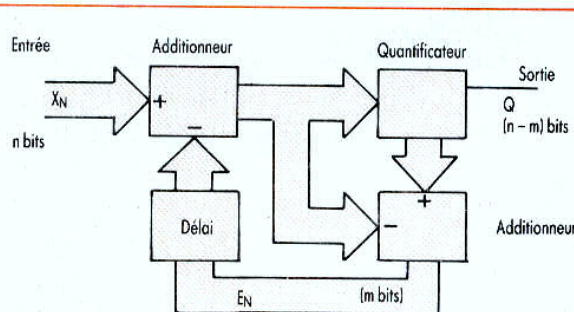 Entrée
Additionneur
Quantificateur
Sortie
X_N
+
−
Q
n bits
(n − m) bits
Délai
+
−
Additionneur
E_N
(m bits)